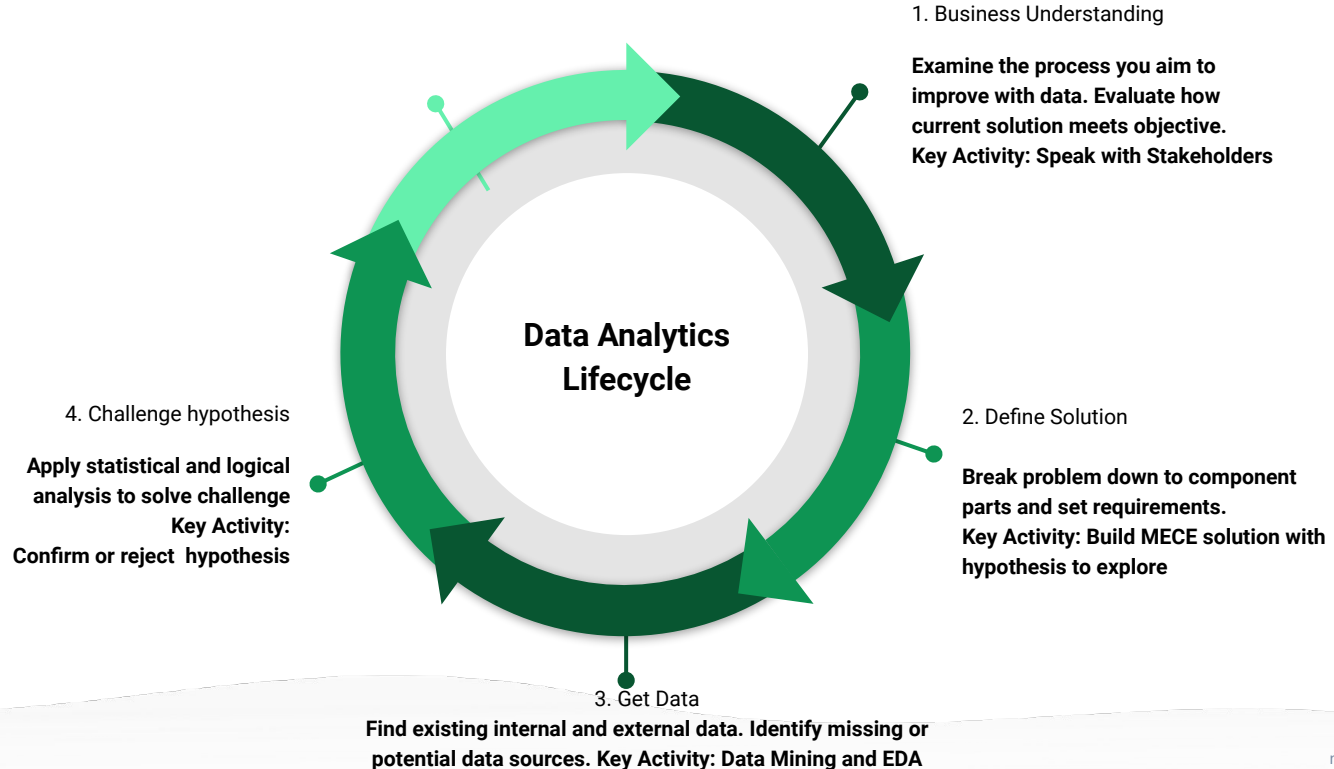 1. Business Understanding
Examine the process you aim to
improve with data. Evaluate how
current solution meets objective.
Key Activity: Speak with Stakeholders
Data Analytics
Lifecycle
2. Define Solution
Break problem down to component
parts and set requirements.
Key Activity: Build MECE solution with
hypothesis to explore
3. Get Data
Find existing internal and external data. Identify missing or
potential data sources. Key Activity: Data Mining and EDA
4. Challenge hypothesis
Apply statistical and logical
analysis to solve challenge
Key Activity:
Confirm or reject hypothesis